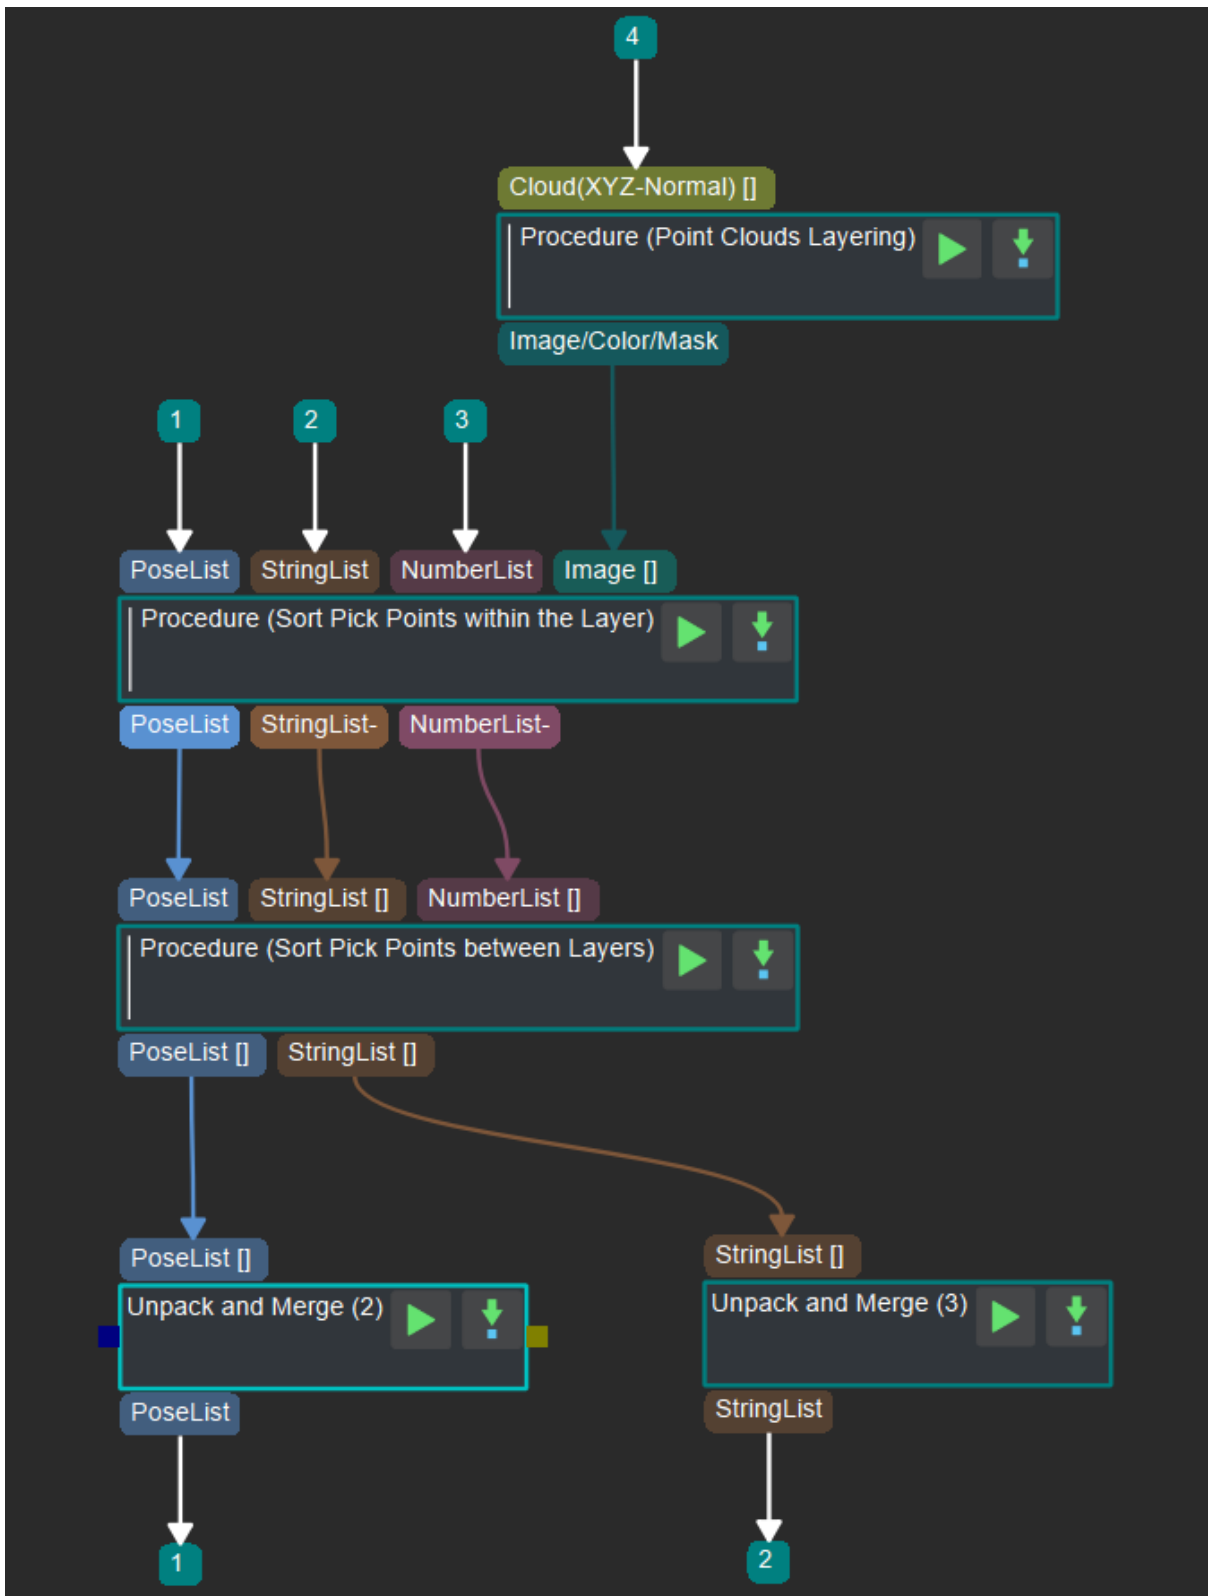 4
Cloud(XYZ-Normal) []
Procedure (Point Clouds Layering)
Image/Color/Mask
1 2 3
PoseList StringList NumberList Image []
Procedure (Sort Pick Points within the Layer)
PoseList StringList- NumberList-
PoseList StringList [] NumberList []
Procedure (Sort Pick Points between Layers)
PoseList [] StringList []
PoseList [] StringList []
Unpack and Merge (2) Unpack and Merge (3)
PoseList StringList
1 2